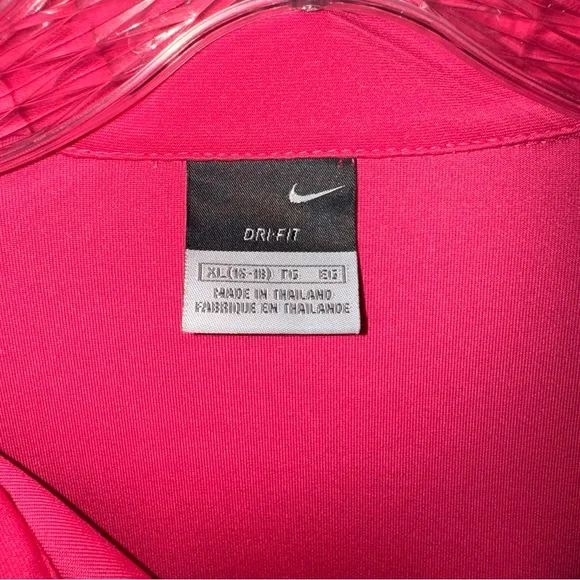 DRI-FIT
XL(16-18) TG EG
MADE IN THAILAND
FABRIQUE EN THAILANDE